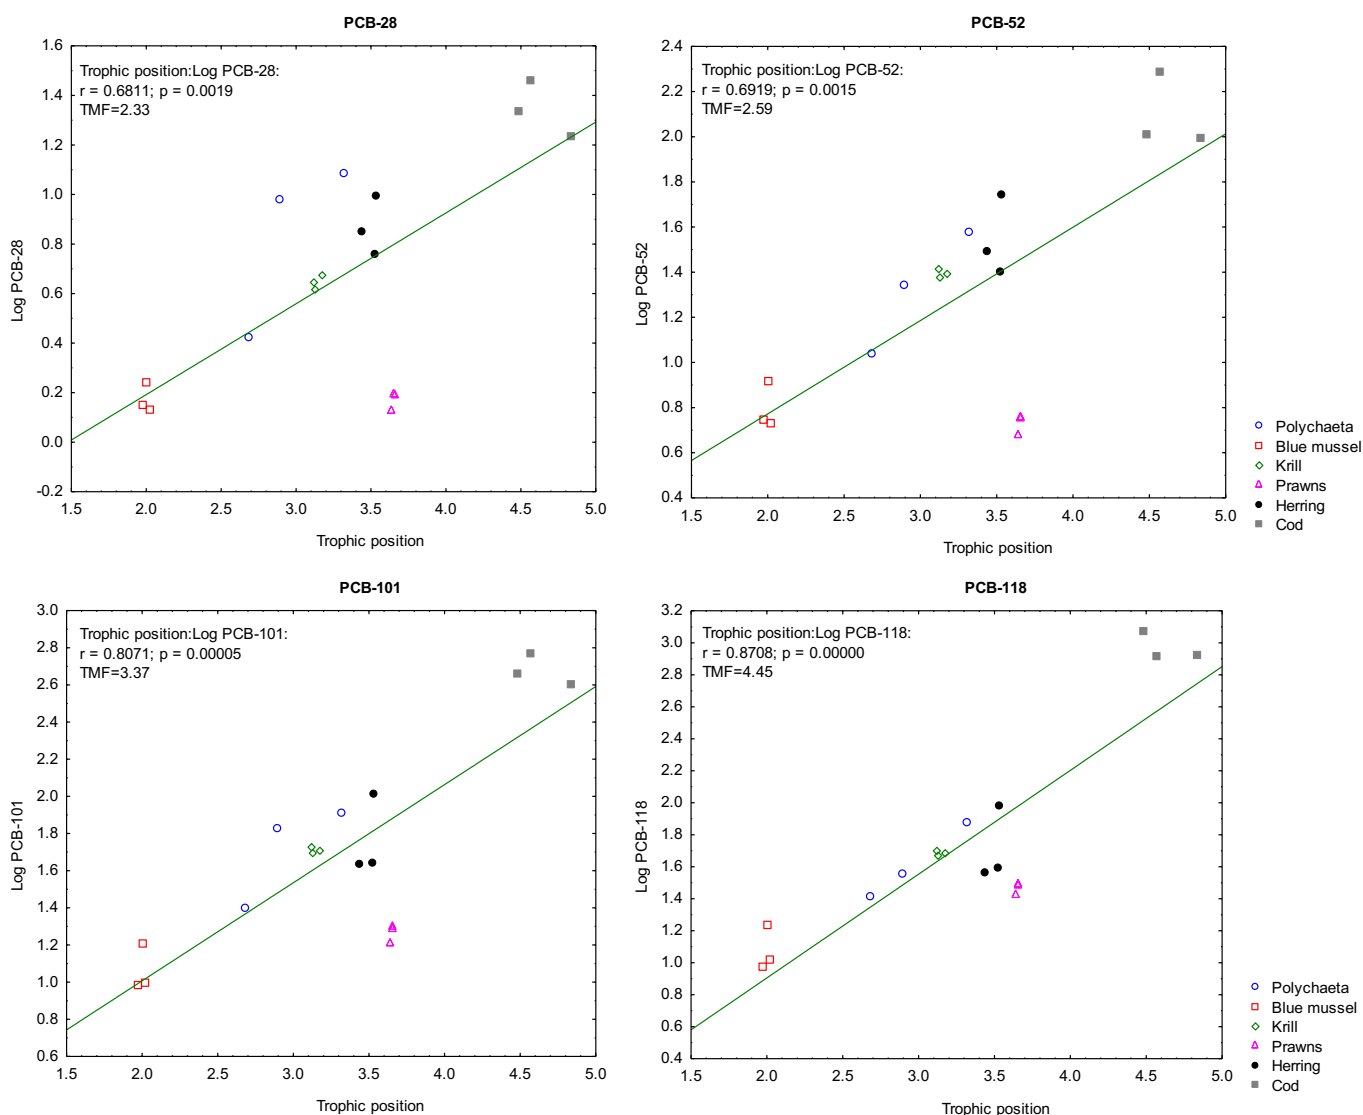 PCB-28
Trophic position:Log PCB-28:
r = 0.6811; p = 0.0019
TMF=2.33
1.6
1.4
1.2
1.0
0.8
0.6
0.4
0.2
0.0
-0.2
Log PCB-28
1.5 2.0 2.5 3.0 3.5 4.0 4.5 5.0
Trophic position
PCB-52
Trophic position:Log PCB-52:
r = 0.6919; p = 0.0015
TMF=2.59
2.4
2.2
2.0
1.8
1.6
1.4
1.2
1.0
0.8
0.6
0.4
Log PCB-52
1.5 2.0 2.5 3.0 3.5 4.0 4.5 5.0
Trophic position
Polychaeta
Blue mussel
Krill
Prawns
Herring
Cod
PCB-101
Trophic position:Log PCB-101:
r = 0.8071; p = 0.00005
TMF=3.37
3.0
2.8
2.6
2.4
2.2
2.0
1.8
1.6
1.4
1.2
1.0
0.8
0.6
Log PCB-101
1.5 2.0 2.5 3.0 3.5 4.0 4.5 5.0
Trophic position
PCB-118
Trophic position:Log PCB-118:
r = 0.8708; p = 0.00000
TMF=4.45
3.2
3.0
2.8
2.6
2.4
2.2
2.0
1.8
1.6
1.4
1.2
1.0
0.8
0.6
0.4
Log PCB-118
1.5 2.0 2.5 3.0 3.5 4.0 4.5 5.0
Trophic position
Polychaeta
Blue mussel
Krill
Prawns
Herring
Cod